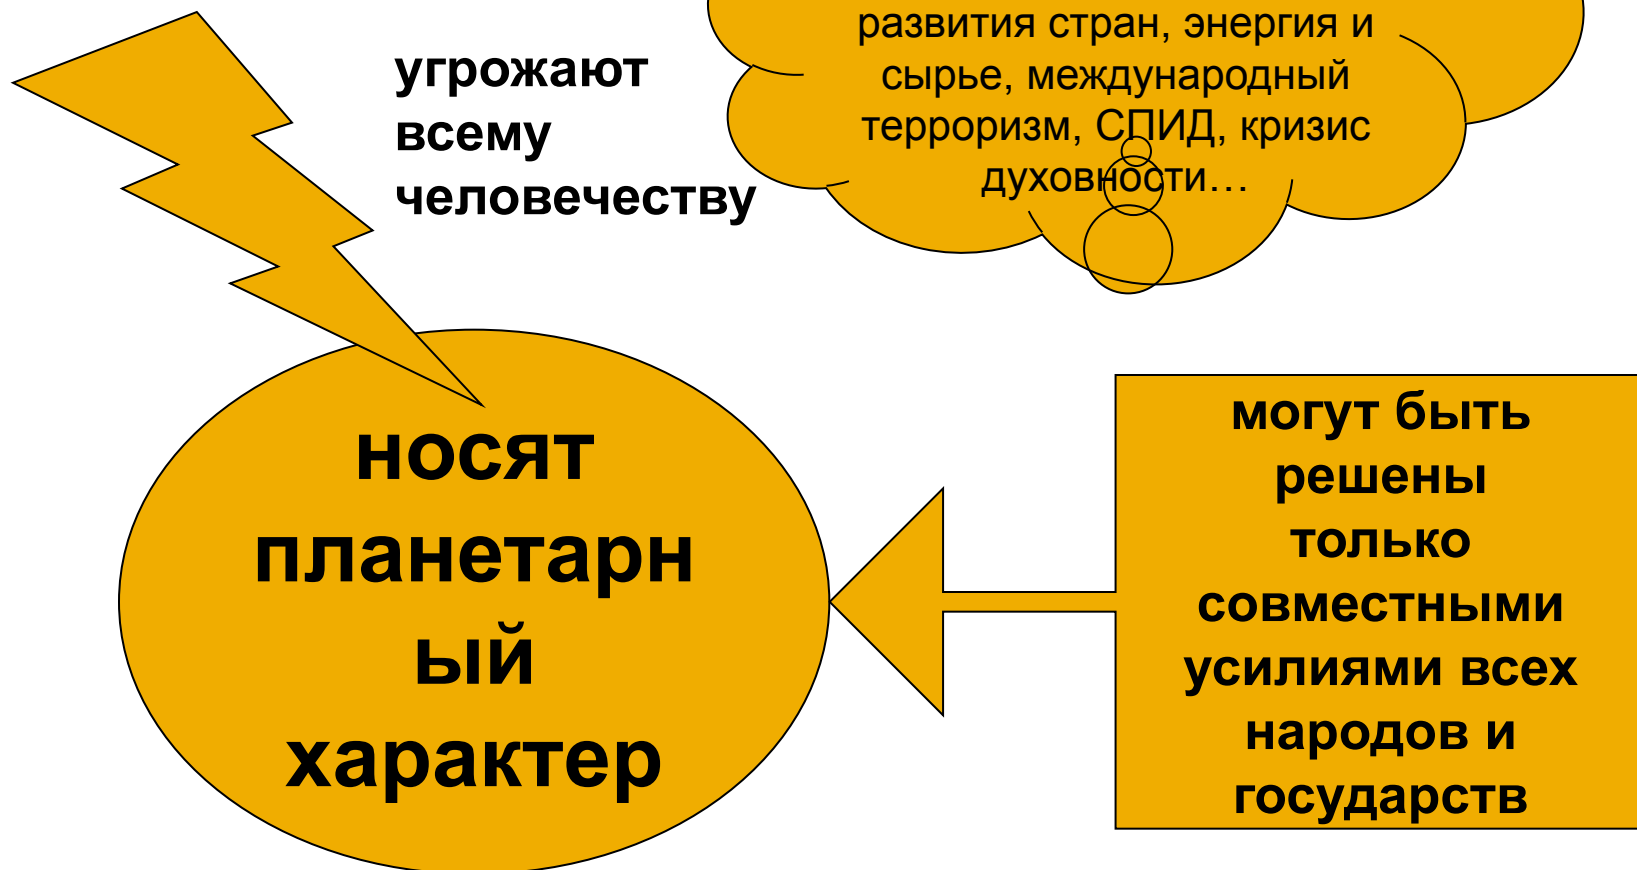 угрожают
всему
человечеству
развития стран, энергия и
сырье, международный
терроризм, СПИД, кризис
духовности…
носят
планетарн
ый
характер
могут быть
решены
только
совместными
усилиями всех
народов и
государств